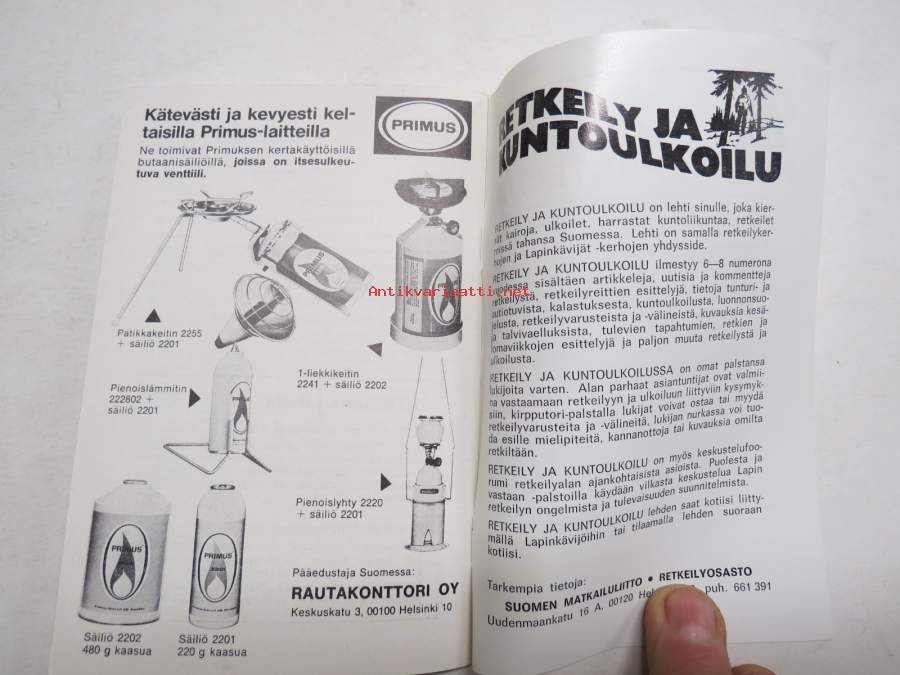 Kätevästi ja kevyesti kel-
taisilla Primus-laitteilla
Ne toimivat Primuksen kertakäyttöisillä
butaanisäiliöillä, joissa on itsesulkeu-
tuva venttiili.
PRIMUS
Patikkakeitin 2255
+ säiliö 2201
1-liekkikeitin
2241 + säiliö 2202
Pienoislämmitin
222802 +
säiliö 2201
Pienoislyhty 2220
+ säiliö 2201
PRIMUS
PRIMUS
Säiliö 2202
480 g kaasua
Säiliö 2201
220 g kaasua
Pääedustaja Suomessa:
RAUTAKONTTORI OY
Keskuskatu 3, 00100 Helsinki 10
Antikvariaatti.net
RETKEILY JA
KUNTOULKOILU
RETKEILY JA KUNTOULKOILU on lehti sinulle, joka kier-
kairoja, ulkoilet, harrastat kuntoliikuntaa, retkeilet
missä tahansa Suomessa. Lehti on samalla retkeilyker-
hojen ja Lapinkävijät -kerhojen yhdysside.
RETKEILY JA KUNTOULKOILU ilmestyy 6—8 numerona
sisältäen artikkeleja, uutisia ja kommentteja
retkeilystä, retkeilyreittien esittelyjä, tietoja tunturi- ja
kalastuksesta, kuntoulkoilusta, luonnonsuo-
jelusta, retkeilyvarusteista ja -välineistä, kuvauksia kesä-
ja talvivaelluksista, tulevien tapahtumien, retkien ja
lomaviikkojen esittelyjä ja paljon muuta retkeilystä ja
ulkoilusta.
RETKEILY JA KUNTOULKOILUSSA on omat palstansa
lukijoita varten. Alan parhaat asiantuntijat ovat valmii-
na vastaamaan retkeilyyn ja ulkoiluun liittyviin kysymyk-
siin, kirpputori-palstalla lukijat voivat ostaa tai myydä
retkeilyvarusteita ja -välineitä, lukijan nurkassa voi tuo-
da esille mielipiteitä, kannanottoja tai kuvauksia omilta
retkiltään.
RETKEILY JA KUNTOULKOILU on myös keskustelufoo-
rumi retkeilyalan ajankohtaisista asioista. Puolesta ja
vastaan -palstoilla käydään vilkasta keskustelua Lapin
retkeilyn ongelmista ja tulevaisuuden suunnitelmista.
RETKEILY JA KUNTOULKOILU lehden saat kotiisi liitty-
mällä Lapinkävijöihin tai tilaamalla lehden suoraan
kotiisi.
Tarkempia tietoja:
SUOMEN MATKAILULIITTO • RETKEILYOSASTO
Uudenmaankatu 16 A, 00120 puh. 661 391